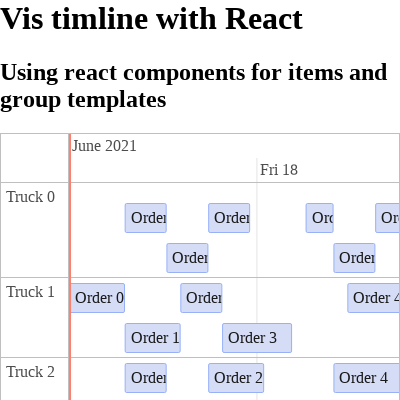 Vis timline with React
Using react components for items and
group templates
June 2021
Fri 18
Truck 0
Order
Order
Order
Order
Truck 1
Order 0
Order
Order 4
Order 1
Order 3
Truck 2
Order
Order 2
Order 4